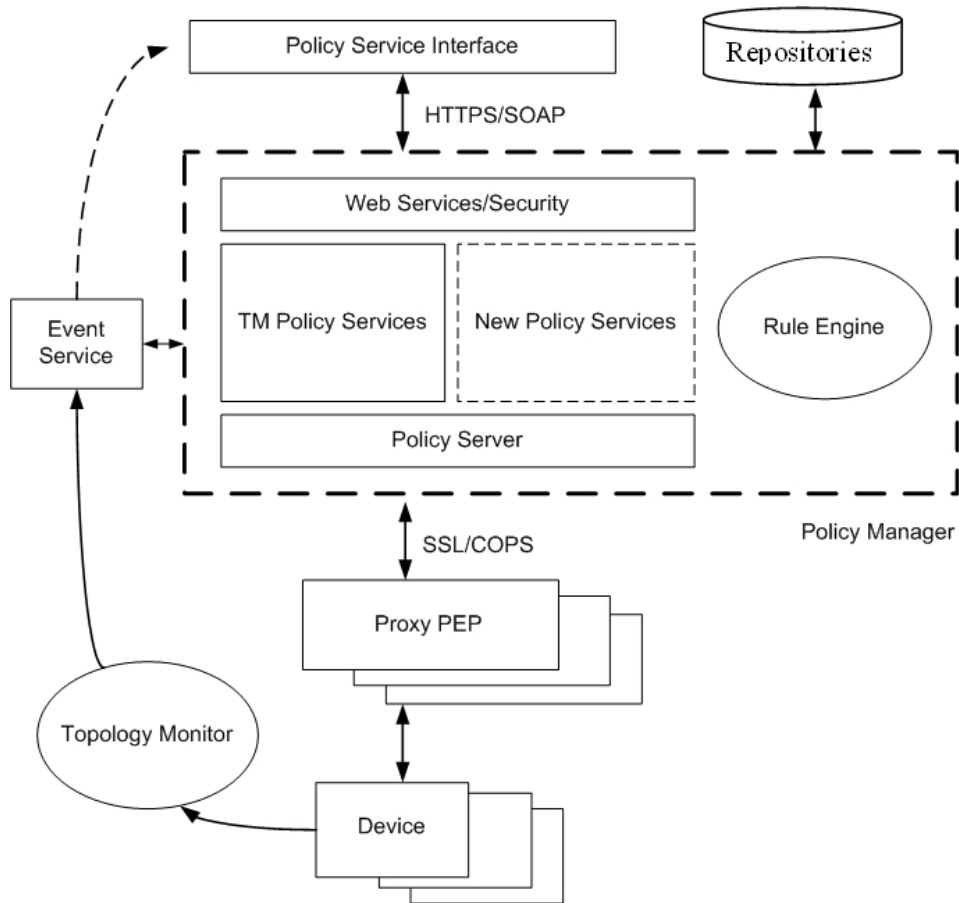 Policy Service Interface
Repositories
HTTPS/SOAP
Web Services/Security
TM Policy Services
New Policy Services
Rule Engine
Event
Service
Policy Server
Policy Manager
SSL/COPS
Proxy PEP
Topology Monitor
Device